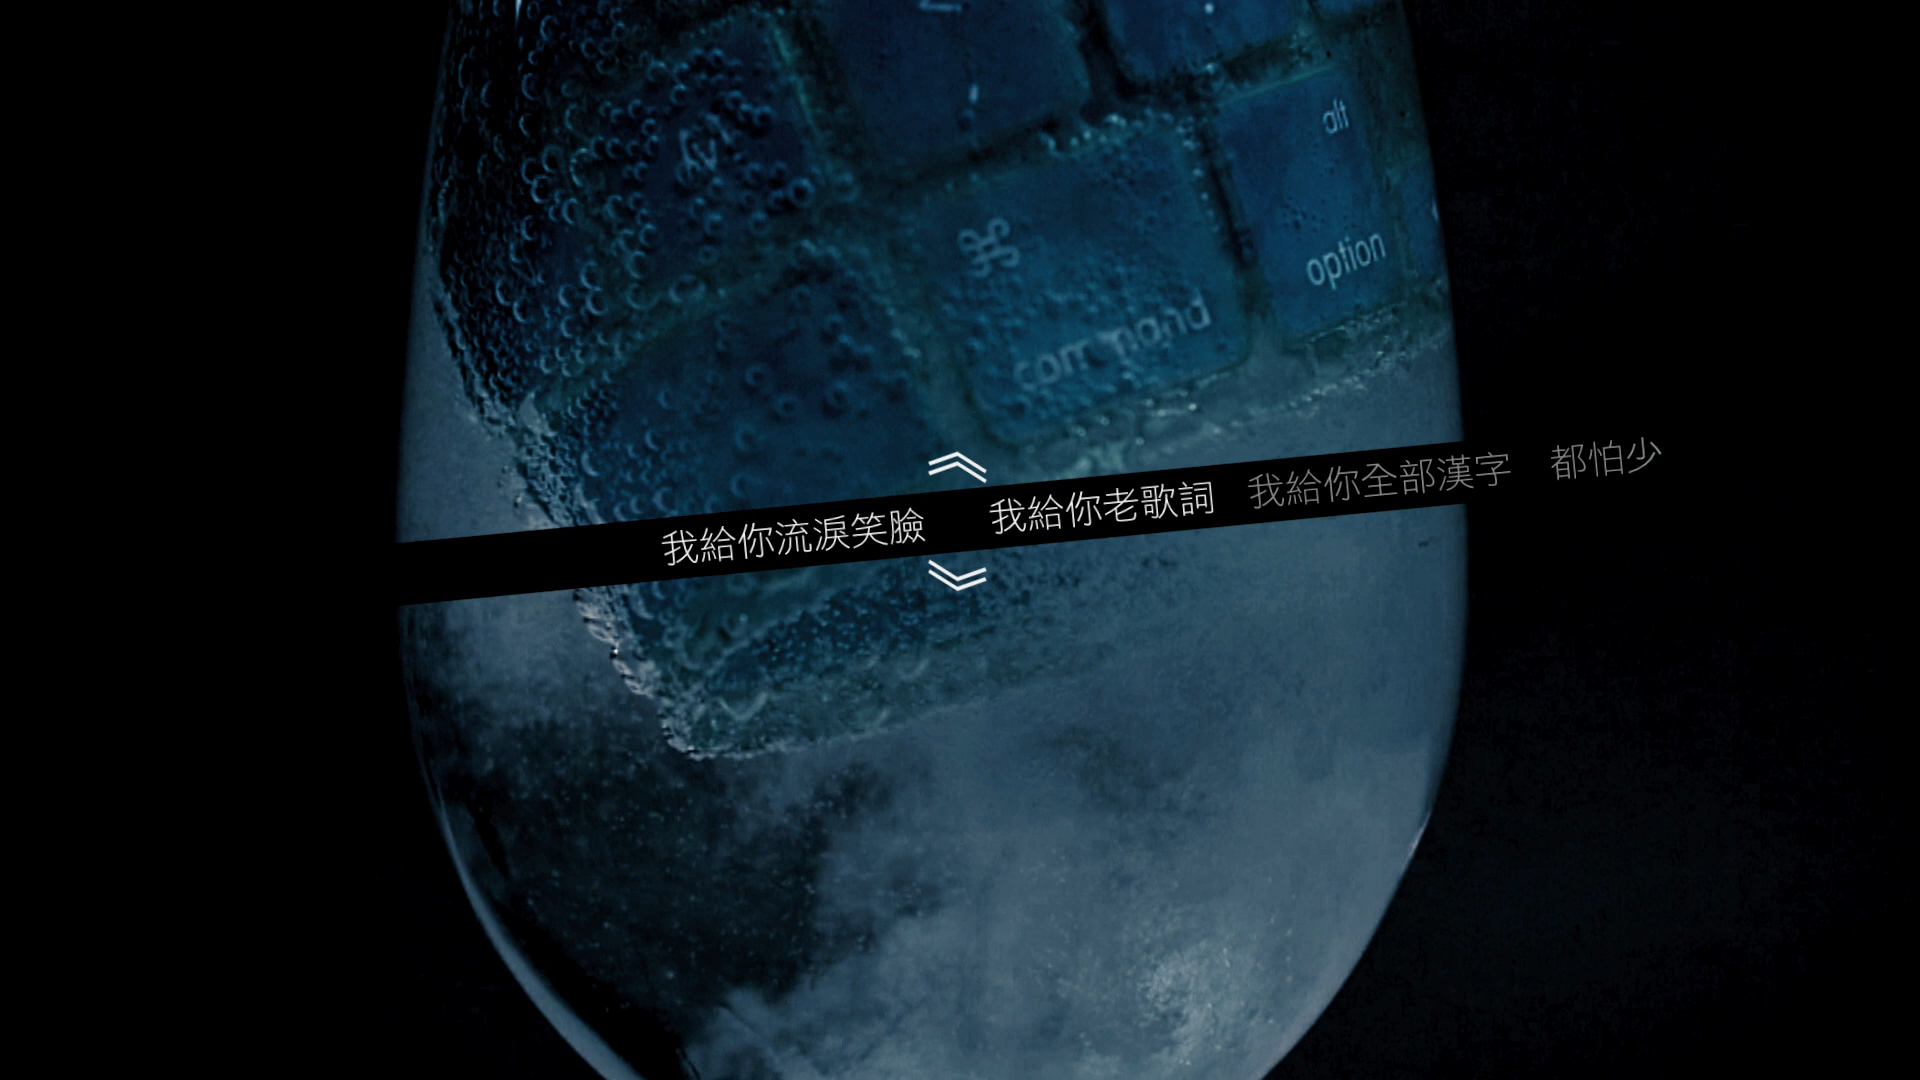 alt
⌘
option
command
我給你流淚笑臉 我給你老歌詞 我給你全部漢字 都怕少